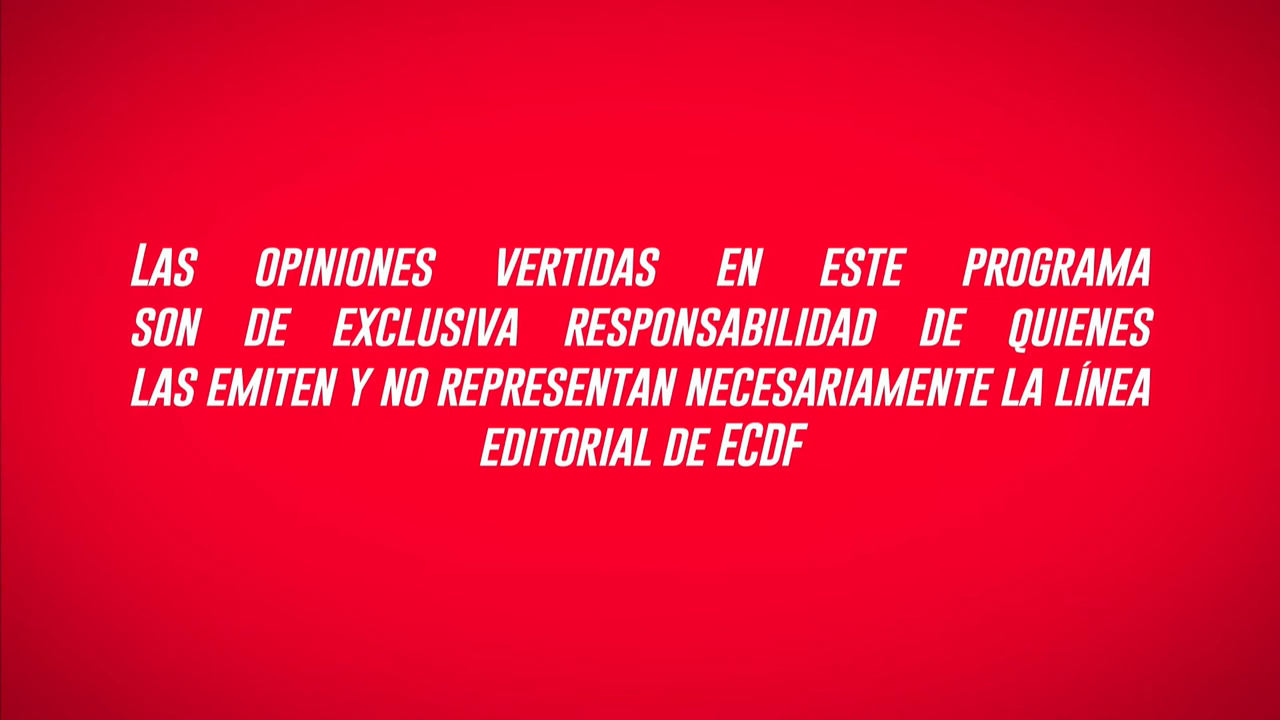 LAS OPINIONES VERTIDAS EN ESTE PROGRAMA
SON DE EXCLUSIVA RESPONSABILIDAD DE QUIENES
LAS EMITEN Y NO REPRESENTAN NECESARIAMENTE LA LÍNEA
EDITORIAL DE ECDF